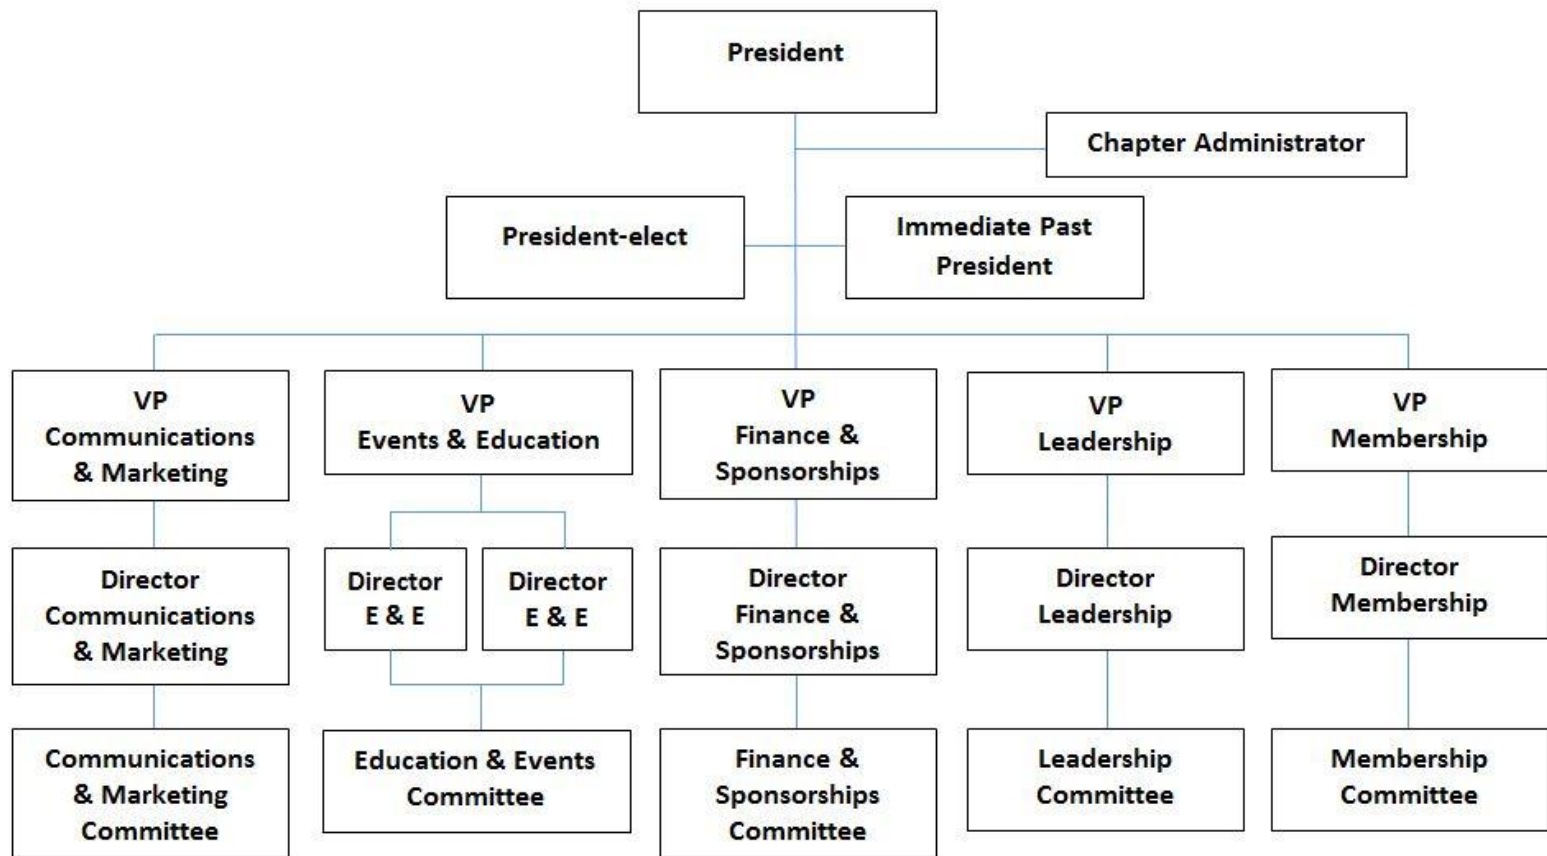 President
Chapter Administrator
President-elect
Immediate Past
President
VP
Communications
& Marketing
VP
Events & Education
VP
Finance &
Sponsorships
VP
Leadership
VP
Membership
Director
Communications
& Marketing
Director
E & E
Director
E & E
Director
Finance &
Sponsorships
Director
Leadership
Director
Membership
Communications
& Marketing
Committee
Education & Events
Committee
Finance &
Sponsorships
Committee
Leadership
Committee
Membership
Committee